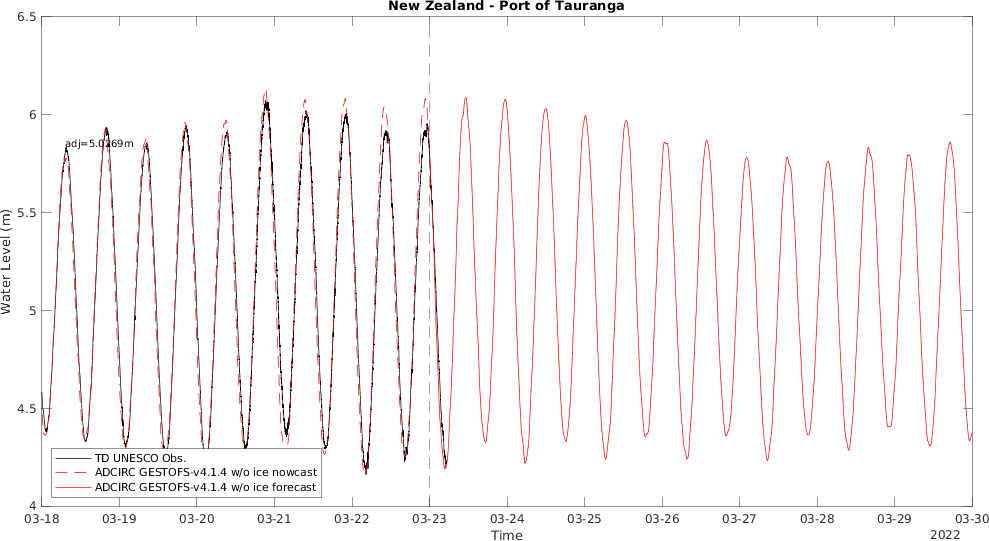 New Zealand - Port of Tauranga
6.5
6
5.5
5
4.5
4
Water Level (m)
adj=5.0269m
TD UNESCO Obs.
ADCIRC GESTOFS-v4.1.4 w/o ice nowcast
ADCIRC GESTOFS-v4.1.4 w/o ice forecast
03-18 03-19 03-20 03-21 03-22 03-23 03-24 03-25 03-26 03-27 03-28 03-29 03-30
Time
2022